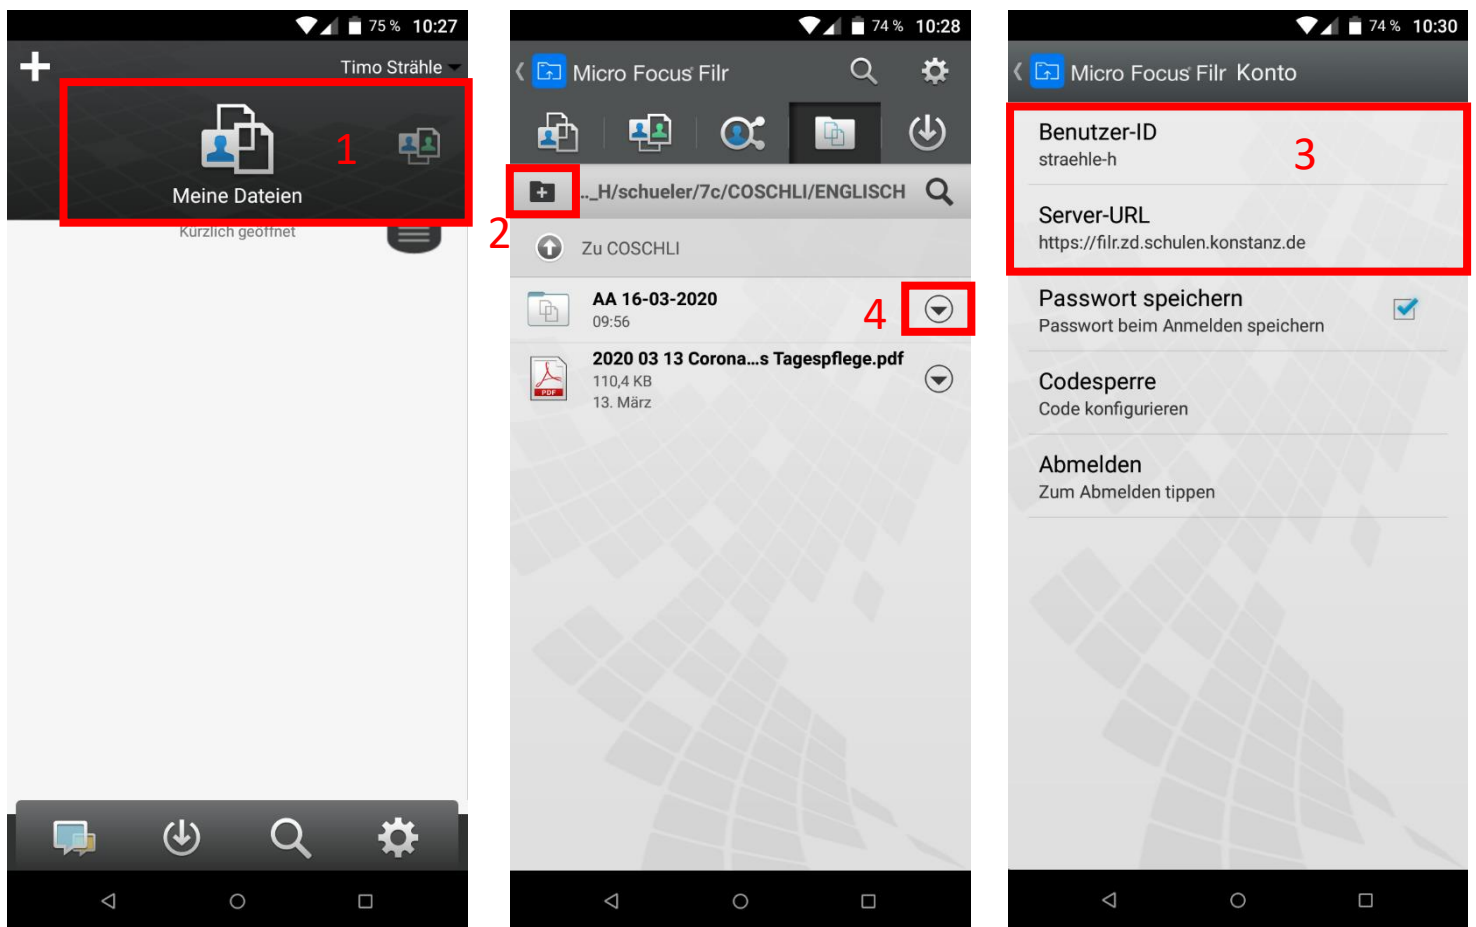 75 % 10:27
Timo Strähle
1
Meine Dateien
Kürzlich geöffnet
74 % 10:28
Micro Focus Filr
2
.._H/schueler/7c/COSCHLI/ENGLISCH
Zu COSCHLI
AA 16-03-2020
09:56
4
2020 03 13 Corona...s Tagespflege.pdf
110,4 KB
13. März
PDF
74 % 10:30
Micro Focus Filr Konto
Benutzer-ID
straehle-h
3
Server-URL
https://filr.zd.schulen.konstanz.de
Passwort speichern
Passwort beim Anmelden speichern
Codesperre
Code konfigurieren
Abmelden
Zum Abmelden tippen